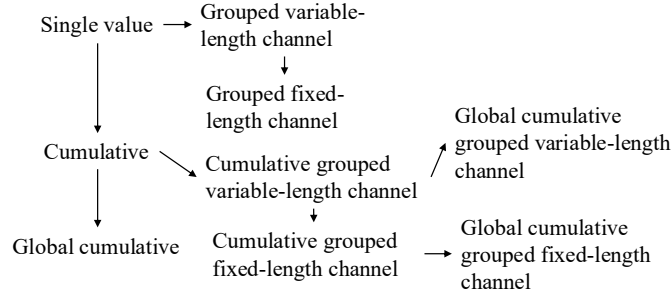 Single value
Grouped variable-
length channel
Grouped fixed-
length channel
Global cumulative
grouped variable-length
channel
Cumulative
Cumulative grouped
variable-length channel
Global cumulative
Cumulative grouped
fixed-length channel
Global cumulative
grouped fixed-length
channel